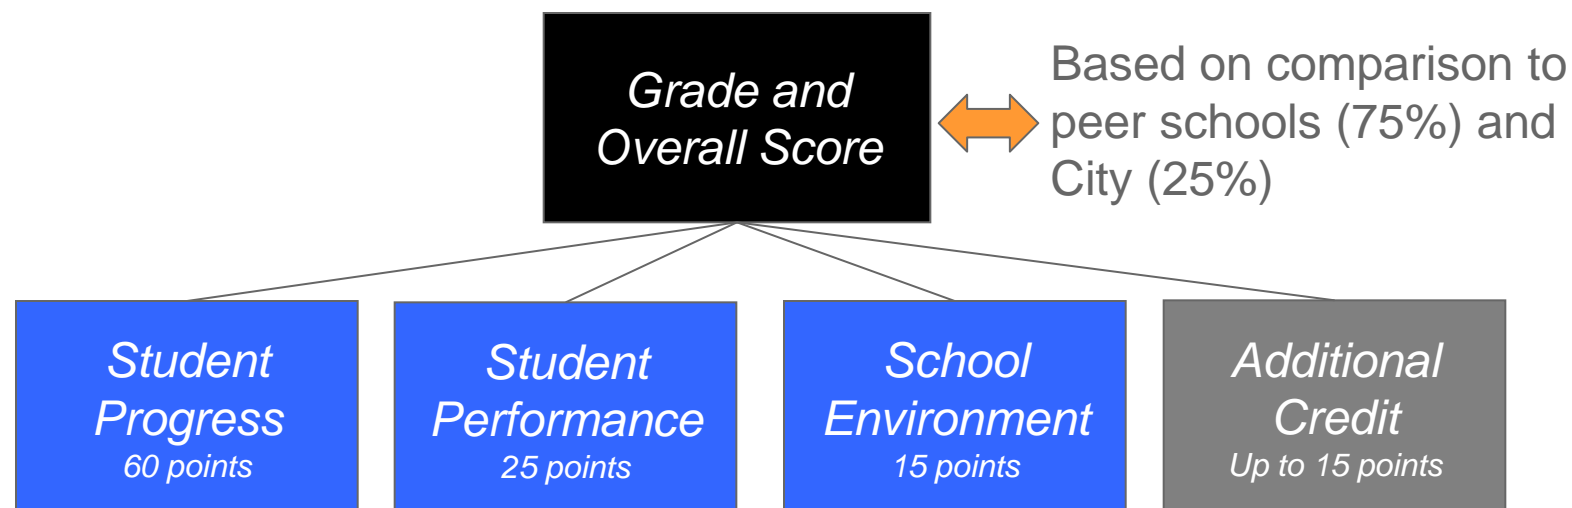 Grade and
Overall Score
Based on comparison to
peer schools (75%) and
City (25%)
Student
Progress
60 points
Student
Performance
25 points
School
Environment
15 points
Additional
Credit
Up to 15 points